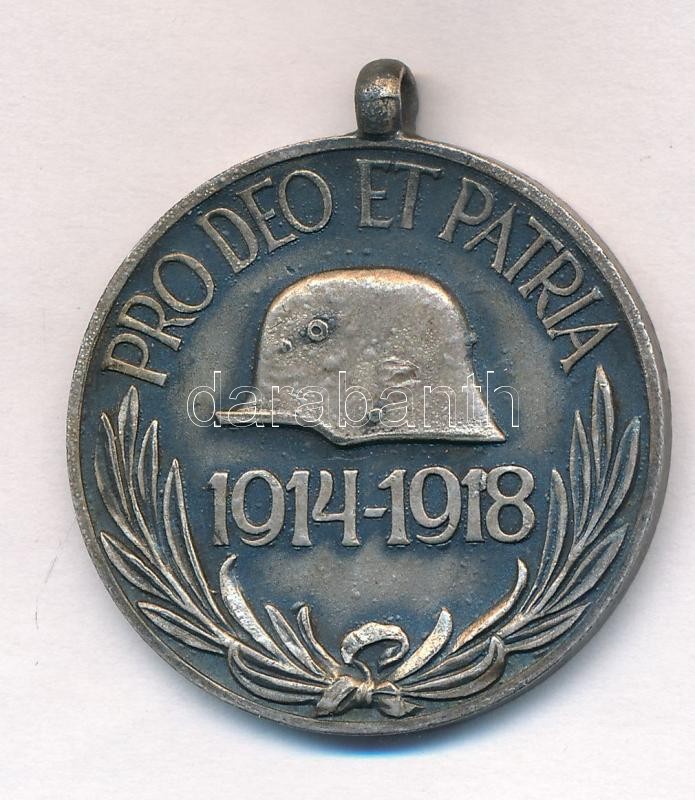 PRO DEO ET PATRIA
darabanth
1914-1918